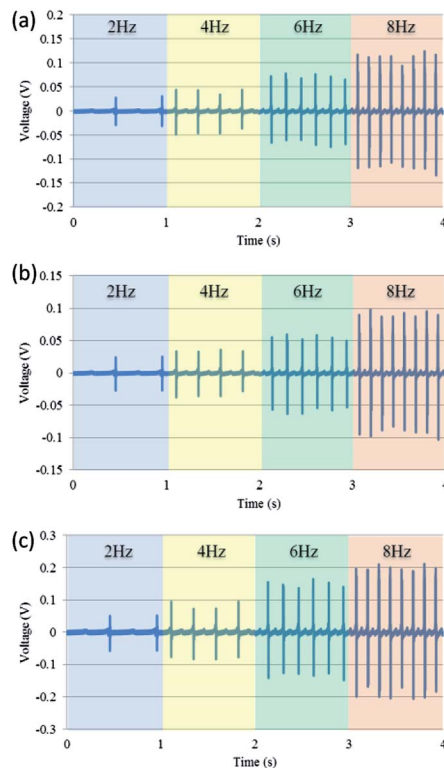 (a)
0.2
0.15
0.1
0.05
0
-0.05
-0.1
-0.15
-0.2
Voltage (V)
2Hz 4Hz 6Hz 8Hz
0 1 2 3 4
Time (s)
(b)
0.15
0.1
0.05
0
-0.05
-0.1
-0.15
Voltage (V)
2Hz 4Hz 6Hz 8Hz
0 1 2 3 4
Time (s)
(c)
0.3
0.2
0.1
0
-0.1
-0.2
-0.3
Voltage (V)
2Hz 4Hz 6Hz 8Hz
0 1 2 3 4
Time (s)